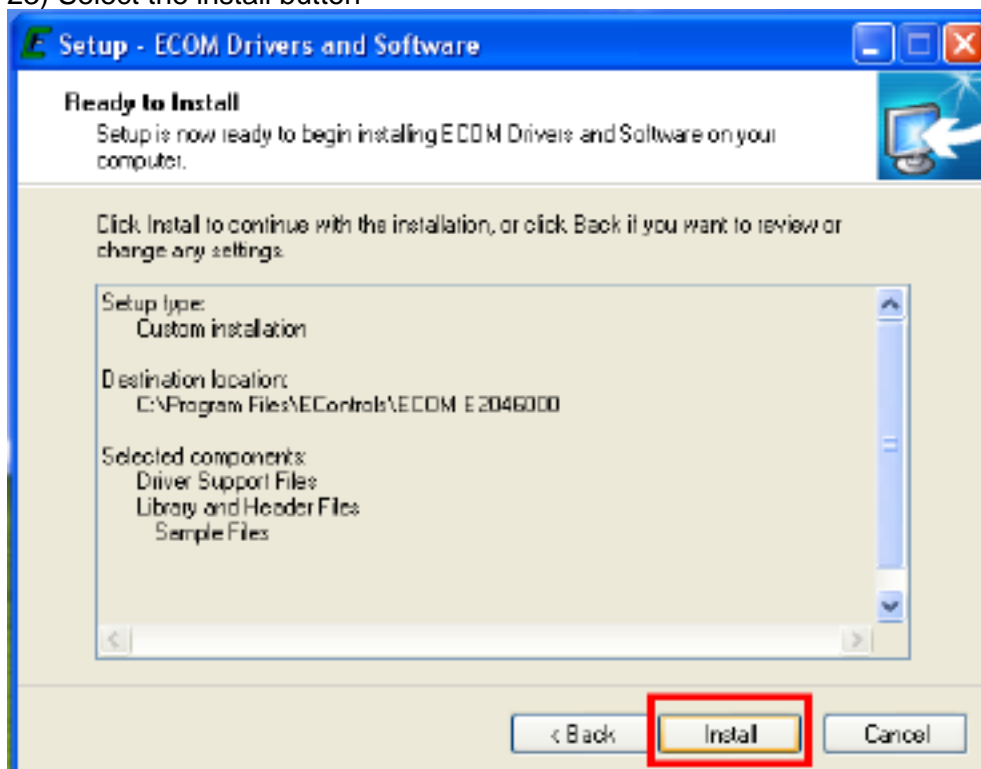 23) Select the install button
Setup - ECOM Drivers and Software
Ready to Install
Setup is now ready to begin installing ECOM Drivers and Software on your
computer.
Click Install to continue with the installation, or click Back if you want to review or
change any settings.
Setup type:
Custom installation
Destination location:
C:\Program Files\EControls\ECOM E2046000
Selected components:
Driver Support Files
Library and Header Files
Sample Files
< Back
Install
Cancel